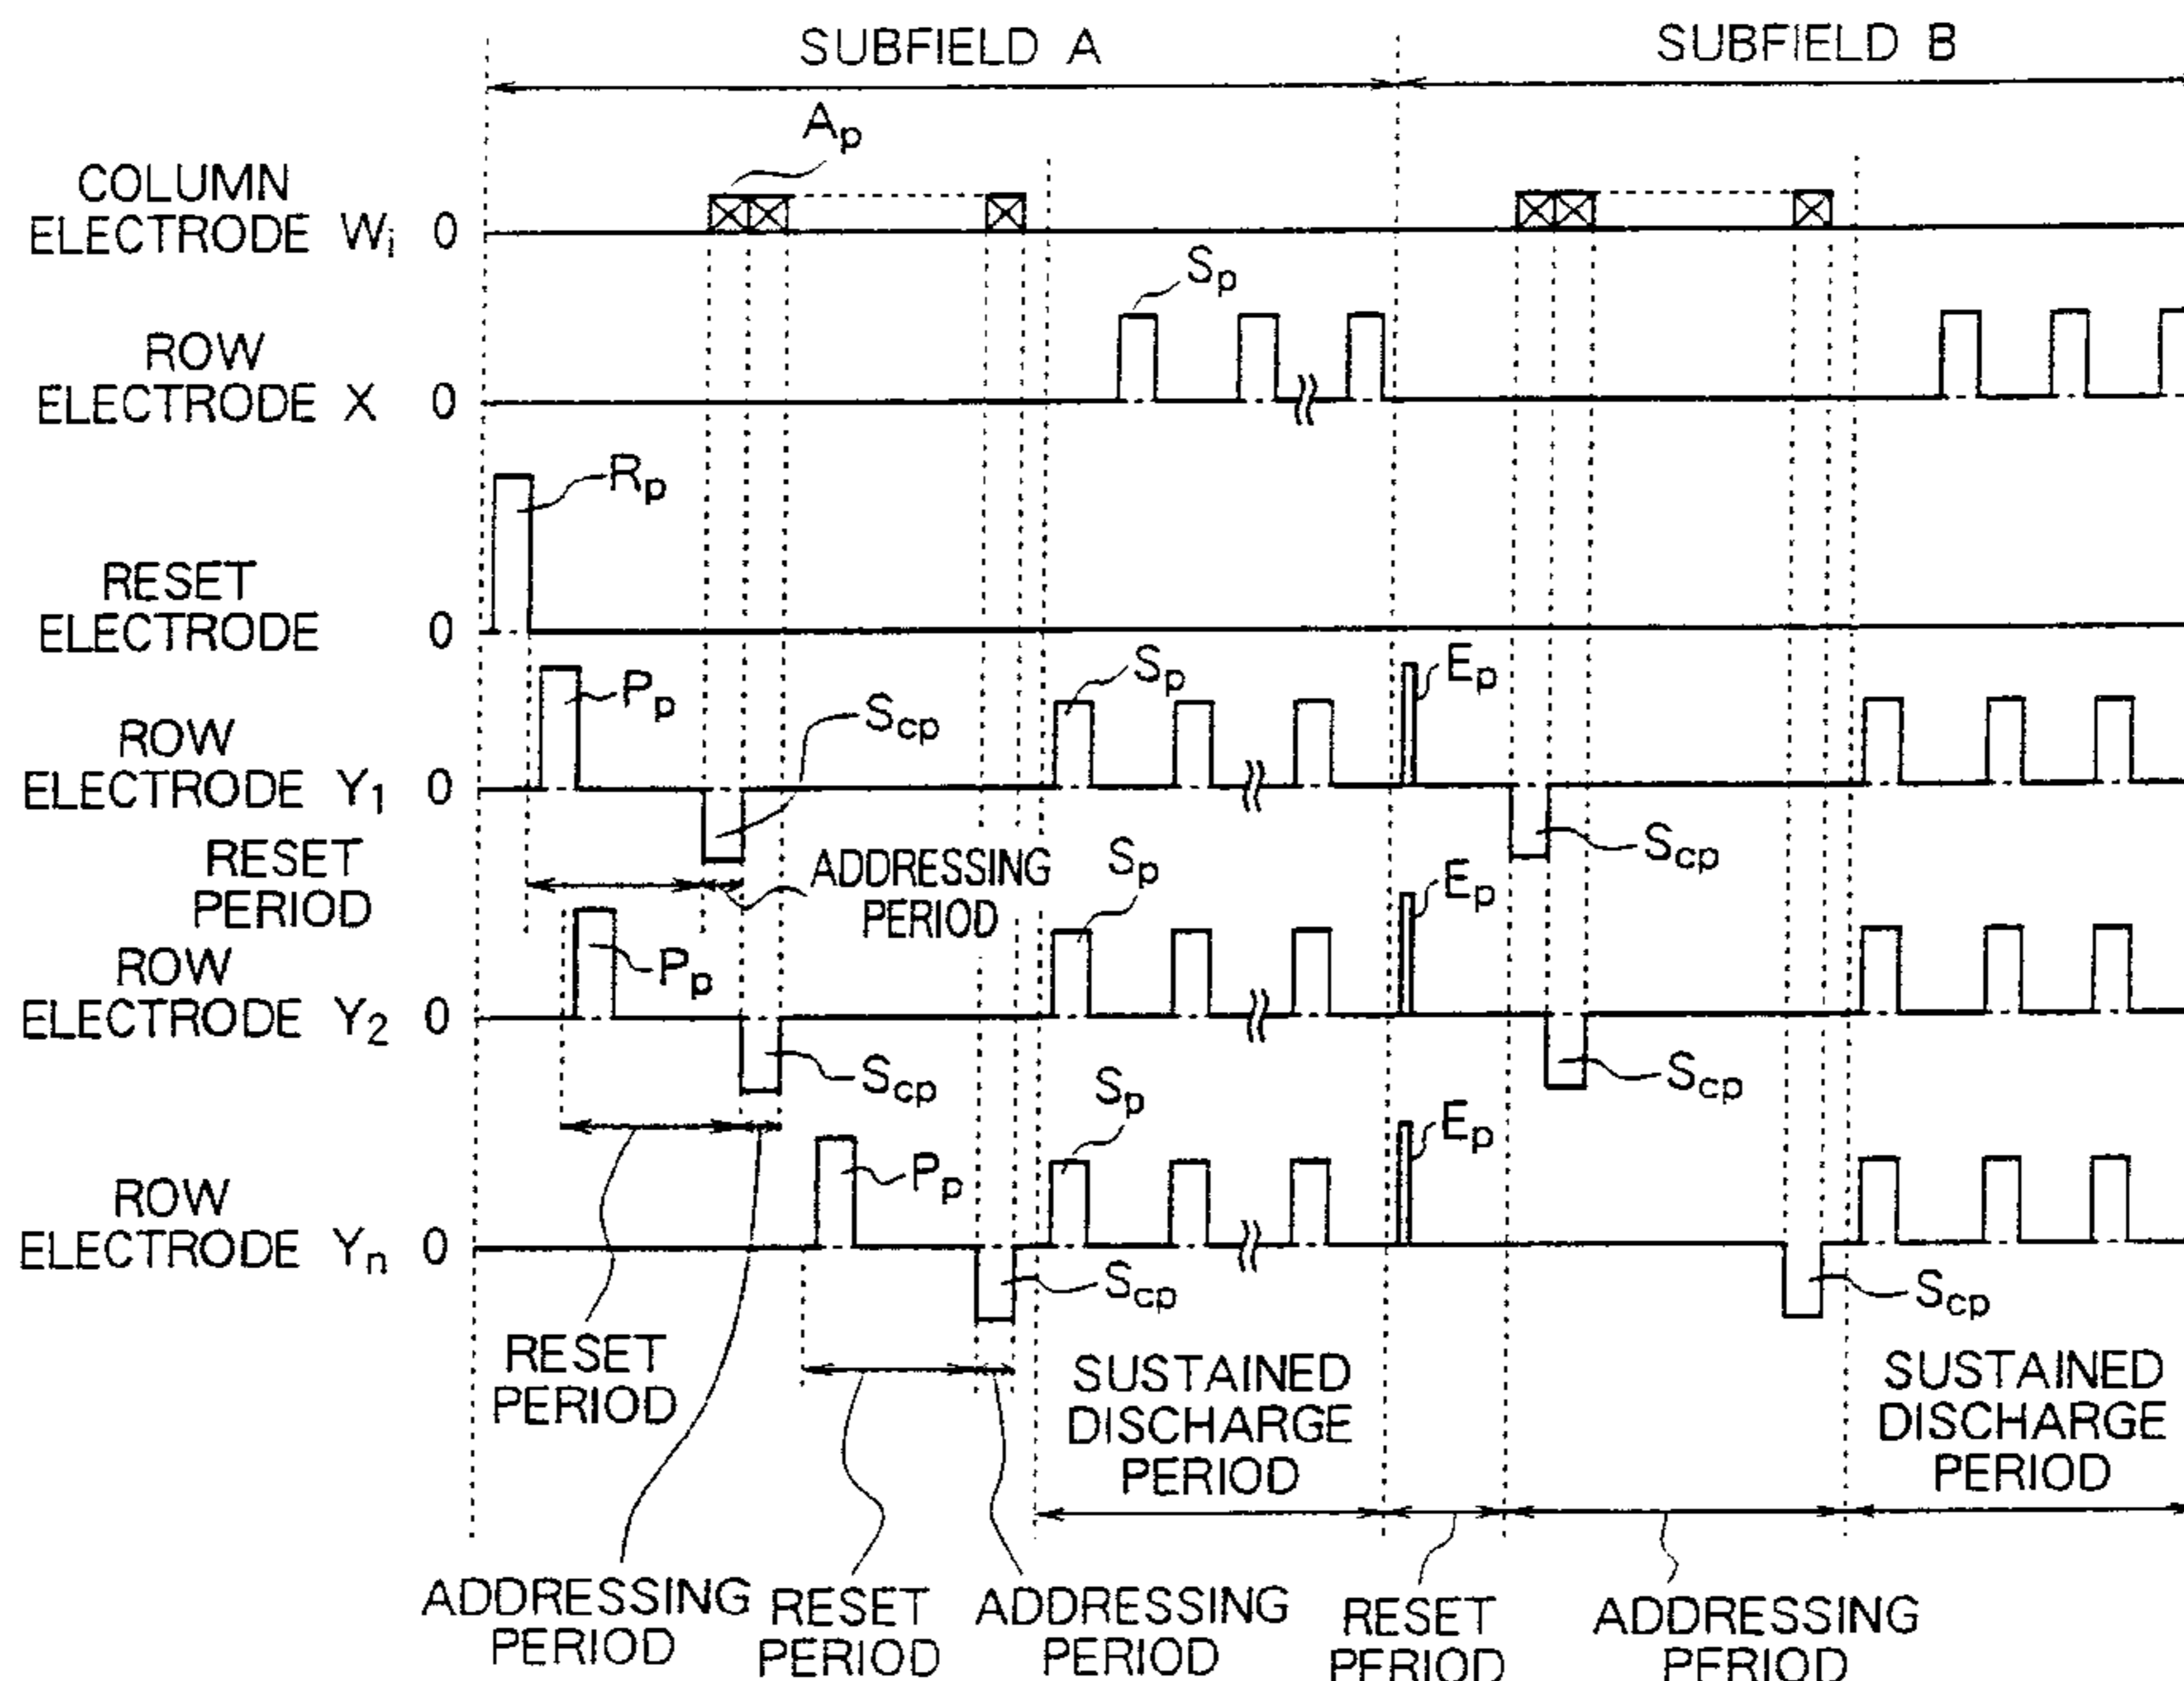 SUBFIELD A
SUBFIELD B
Ap
COLUMN
ELECTRODE Wi 0
Sp
ROW
ELECTRODE X 0
Rp
RESET
ELECTRODE 0
Pp
Scp
Sp
Ep
ROW
ELECTRODE Y1 0
Scp
RESET
PERIOD
ADDRESSING
PERIOD
Sp
Ep
Pp
ROW
ELECTRODE Y2 0
Scp
Scp
Sp
Ep
Pp
ROW
ELECTRODE Yn 0
Scp
Scp
RESET
PERIOD
SUSTAINED
DISCHARGE
PERIOD
SUSTAINED
DISCHARGE
PERIOD
ADDRESSING
PERIOD
RESET
PERIOD
ADDRESSING
PERIOD
RESET
PERIOD
ADDRESSING
PERIOD